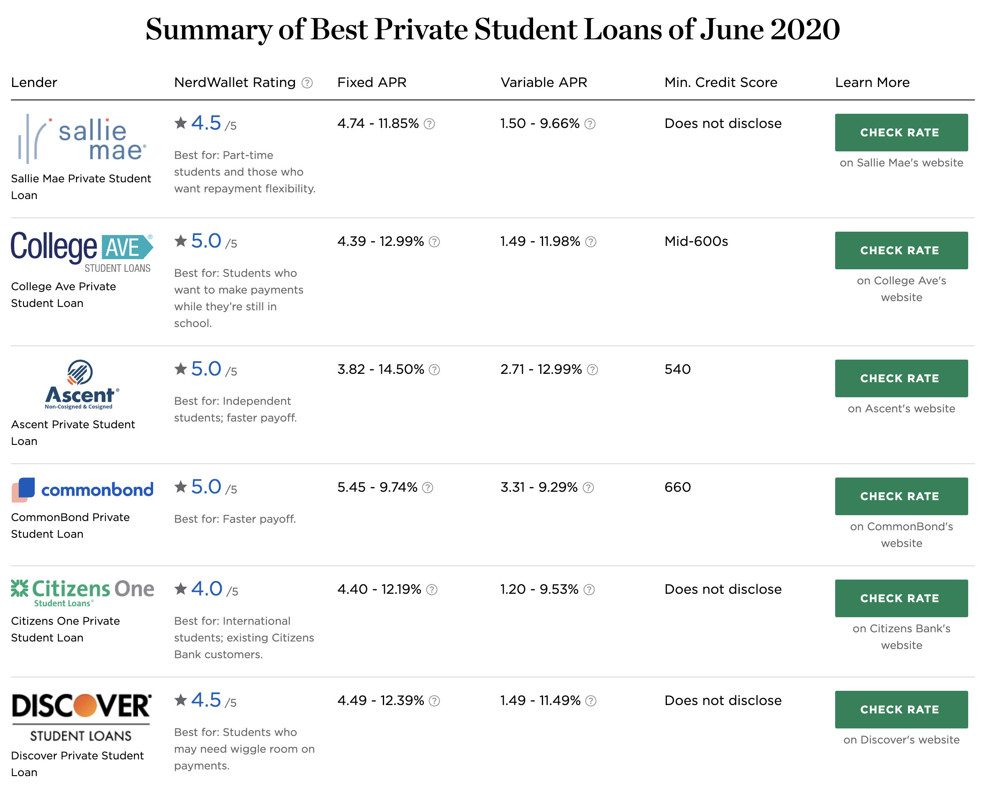 Summary of Best Private Student Loans of June 2020
Lender
NerdWallet Rating ?
Fixed APR
Variable APR
Min. Credit Score
Learn More
sallie
mae®
Sallie Mae Private Student
Loan
4.5 /5
Best for: Part-time
students and those who
want repayment flexibility.
4.74 - 11.85% ?
1.50 - 9.66% ?
Does not disclose
CHECK RATE
on Sallie Mae's website
College AVE®
STUDENT LOANS
College Ave Private
Student Loan
5.0 /5
Best for: Students who
want to make payments
while they’re still in
school.
4.39 - 12.99% ?
1.49 - 11.98% ?
Mid-600s
CHECK RATE
on College Ave's
website
Ascent®
Non-Cosigned & Cosigned
Ascent Private Student
Loan
5.0 /5
Best for: Independent
students; faster payoff.
3.82 - 14.50% ?
2.71 - 12.99% ?
540
CHECK RATE
on Ascent's website
commonbond
CommonBond Private
Student Loan
5.0 /5
Best for: Faster payoff.
5.45 - 9.74% ?
3.31 - 9.29% ?
660
CHECK RATE
on CommonBond's
website
Citizens One
Student Loans®
Citizens One Private
Student Loan
4.0 /5
Best for: International
students; existing Citizens
Bank customers.
4.40 - 12.19% ?
1.20 - 9.53% ?
Does not disclose
CHECK RATE
on Citizens Bank's
website
DISCOVER®
STUDENT LOANS
Discover Private Student
Loan
4.5 /5
Best for: Students who
may need wiggle room on
payments.
4.49 - 12.39% ?
1.49 - 11.49% ?
Does not disclose
CHECK RATE
on Discover's website